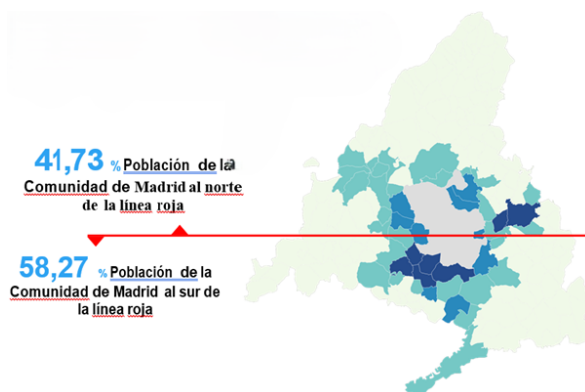 41,73 % Población de la
Comunidad de Madrid al norte
de la línea roja
58,27 % Población de la
Comunidad de Madrid al sur de
la línea roja